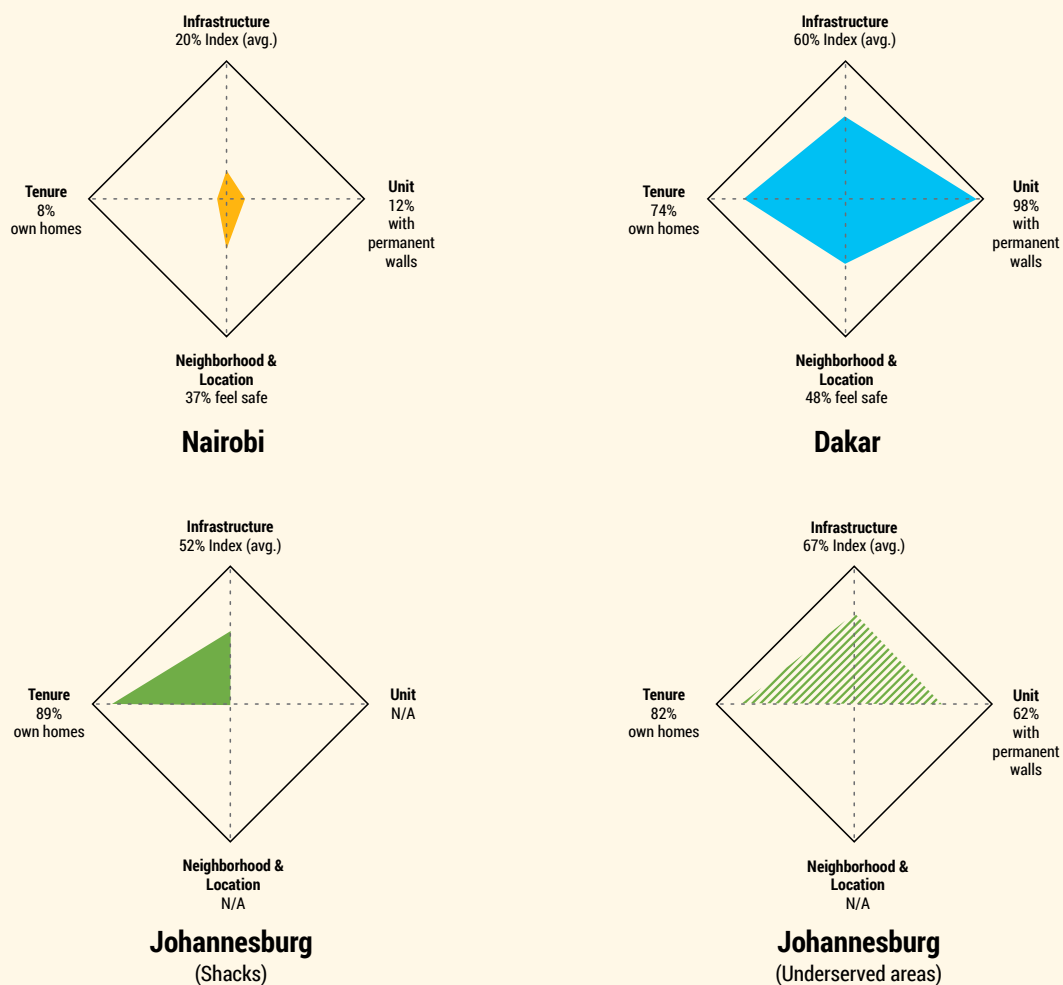 Infrastructure
20% Index (avg.)
Tenure
8%
own homes
Unit
12%
with
permanent
walls
Neighborhood &
Location
37% feel safe
Nairobi
Infrastructure
60% Index (avg.)
Tenure
74%
own homes
Unit
98%
with
permanent
walls
Neighborhood &
Location
48% feel safe
Dakar
Infrastructure
52% Index (avg.)
Tenure
89%
own homes
Unit
N/A
Neighborhood &
Location
N/A
Johannesburg
(Shacks)
Infrastructure
67% Index (avg.)
Tenure
82%
own homes
Unit
62%
with
permanent
walls
Neighborhood &
Location
N/A
Johannesburg
(Underserved areas)